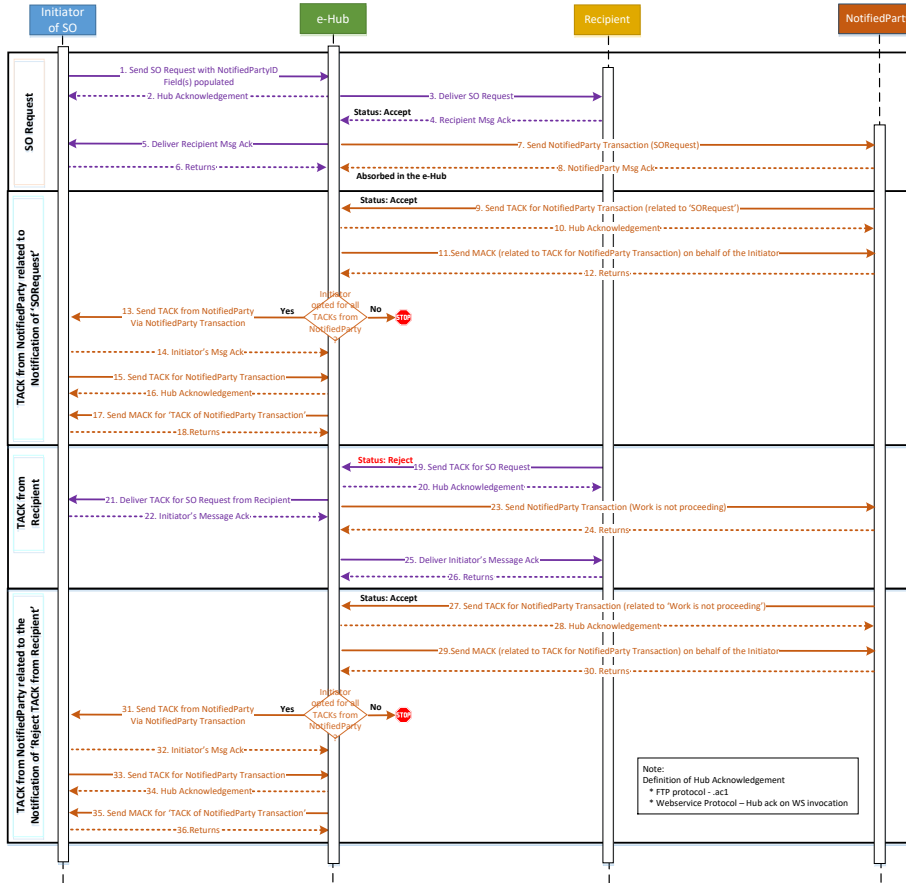 Initiator
of SO
e-Hub
Recipient
NotifiedParty
SO Request
1. Send SO Request with NotifiedPartyID
Field(s) populated
2. Hub Acknowledgement
3. Deliver SO Request
Status: Accept
4. Recipient Msg Ack
5. Deliver Recipient Msg Ack
7. Send NotifiedParty Transaction (SORequest)
6. Returns
8. NotifiedParty Msg Ack
Absorbed in the e-Hub
TACK from NotifiedParty related to
Notification of ‘SORequest’
Status: Accept
9. Send TACK for NotifiedParty Transaction (related to ‘SORequest’)
10. Hub Acknowledgement
11.Send MACK (related to TACK for NotifiedParty Transaction) on behalf of the Initiator
12. Returns
Initiator
opted for all
TACKs from
NotifiedParty
?
Yes
No
STOP
13. Send TACK from NotifiedParty
Via NotifiedParty Transaction
14. Initiator’s Msg Ack
15. Send TACK for NotifiedParty Transaction
16. Hub Acknowledgement
17. Send MACK for ‘TACK of NotifiedParty Transaction’
18.Returns
TACK from
Recipient
Status: Reject
19. Send TACK for SO Request
20. Hub Acknowledgement
21. Deliver TACK for SO Request from Recipient
23. Send NotifiedParty Transaction (Work is not proceeding)
22. Initiator’s Message Ack
24. Returns
25. Deliver Initiator’s Message Ack
26. Returns
TACK from NotifiedParty related to the
Notification of ‘Reject TACK from Recipient’
Status: Accept
27. Send TACK for NotifiedParty Transaction (related to ‘Work is not proceeding’)
28. Hub Acknowledgement
29.Send MACK (related to TACK for NotifiedParty Transaction) on behalf of the Initiator
30. Returns
Initiator
opted for all
TACKs from
NotifiedParty
?
Yes
No
STOP
31. Send TACK from NotifiedParty
Via NotifiedParty Transaction
32. Initiator’s Msg Ack
33. Send TACK for NotifiedParty Transaction
34. Hub Acknowledgement
35. Send MACK for ‘TACK of NotifiedParty Transaction’
36.Returns
Note:
Definition of Hub Acknowledgement
* FTP protocol - .ac1
* Webservice Protocol – Hub ack on WS invocation